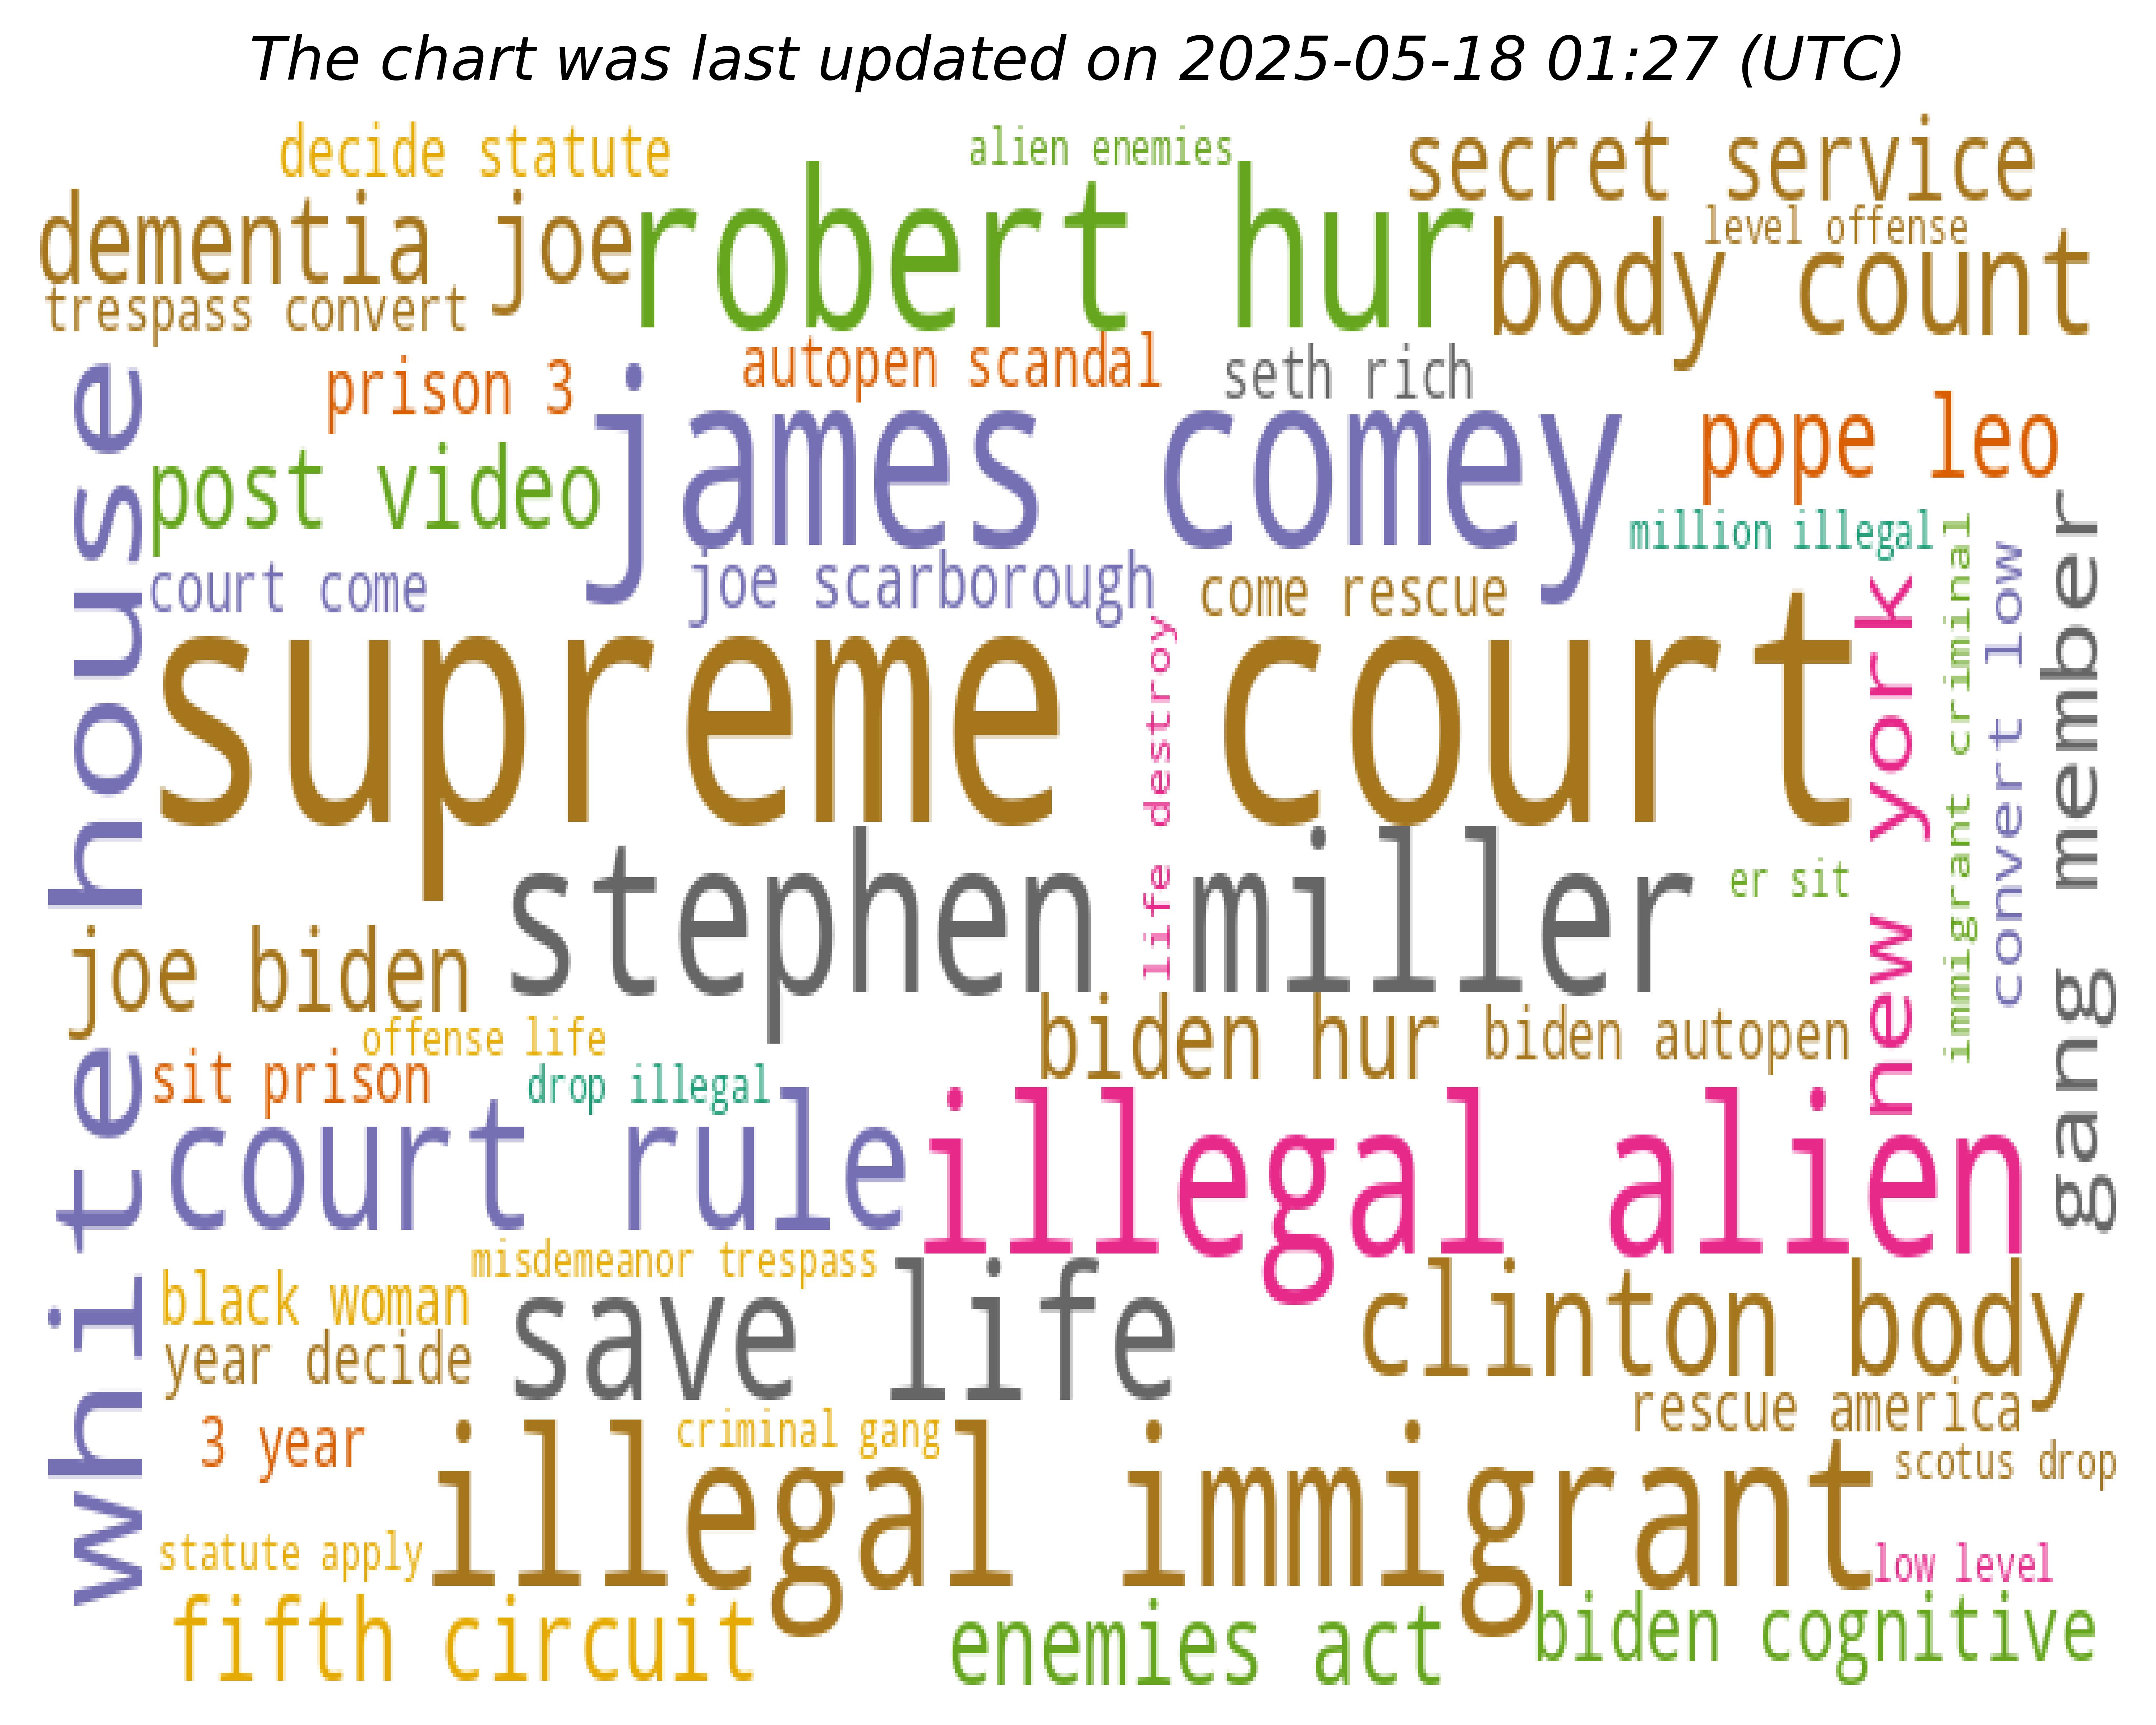 The chart was last updated on 2025-05-18 01:27 (UTC)
decide statute
alien enemies
secret service
dementia joe
robert hur
level offense
body count
trespass convert
prison 3
autopen scandal
seth rich
white house
james comey
pope leo
post video
million illegal
court come
joe scarborough
come rescue
immigrant criminal
convert low
gang member
new york
supreme court
life destroy
stephen miller
er sit
joe biden
biden hur
biden autopen
offense life
sit prison
drop illegal
court rule
illegal alien
misdemeanor trespass
black woman
save life
clinton body
year decide
rescue america
3 year
criminal gang
illegal immigrant
scotus drop
statute apply
low level
fifth circuit
enemies act
biden cognitive